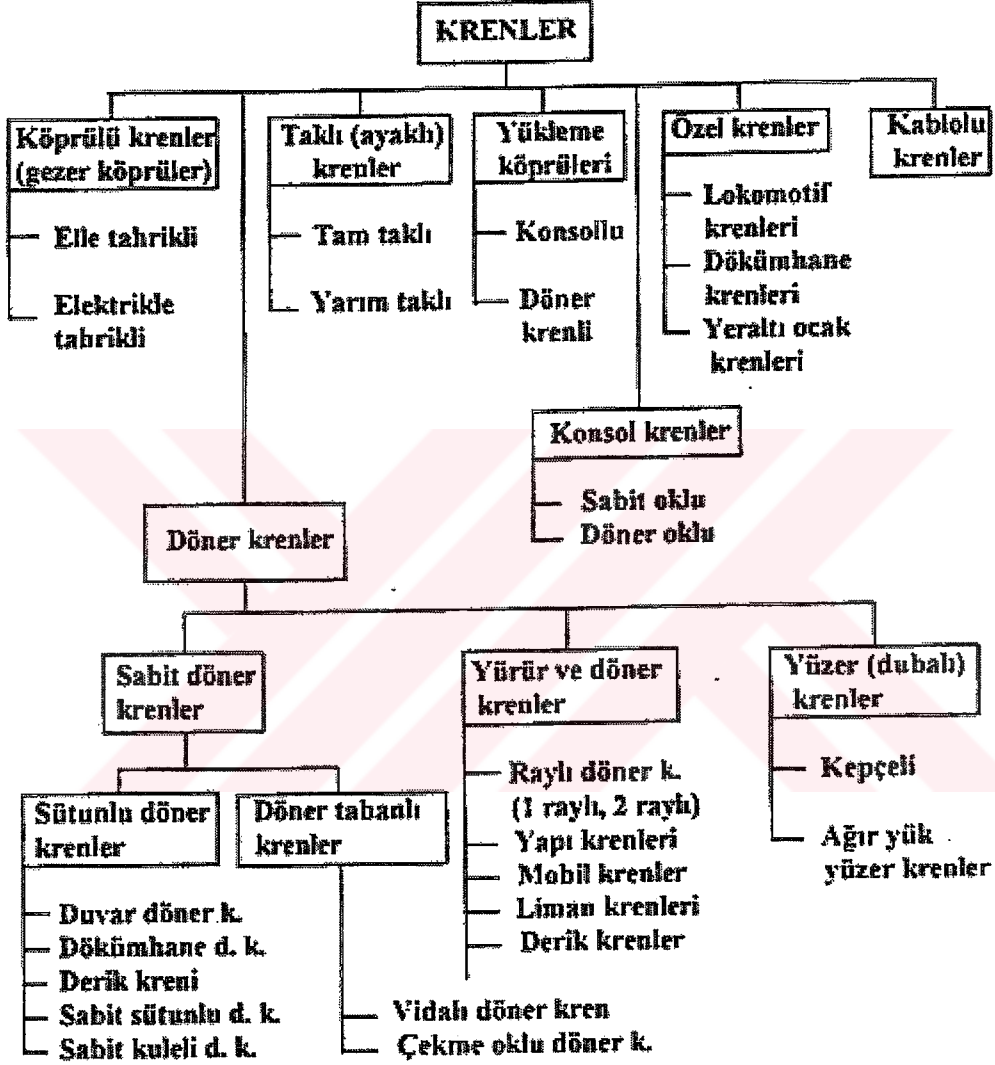 KRENLER
Köprülü krenler
(gezer köprüler)
Elle tahrikli
Elektrikle
tahrikli
Taklı (ayaklı)
krenler
Tam taklı
Yarım taklı
Yükleme
köprüleri
Konsollu
Döner
krenli
Özel krenler
Lokomotif
krenleri
Dökümhane
krenleri
Yeraltı ocak
krenleri
Kablolu
krenler
Konsol krenler
Sabit oklu
Döner oklu
Döner krenler
Sabit döner
krenler
Sütunlu döner
krenler
Duvar döner k.
Dökümhane d. k.
Derik kreni
Sabit sütunlu d. k.
Sabit kuleli d. k.
Döner tabanlı
krenler
Vidalı döner kren
Çekme oklu döner k.
Yürür ve döner
krenler
Raylı döner k.
(1 raylı, 2 raylı)
Yapı krenleri
Mobil krenler
Liman krenleri
Derik krenler
Yüzer (dubalı)
krenler
Kepçeli
Ağır yük
yüzer krenler